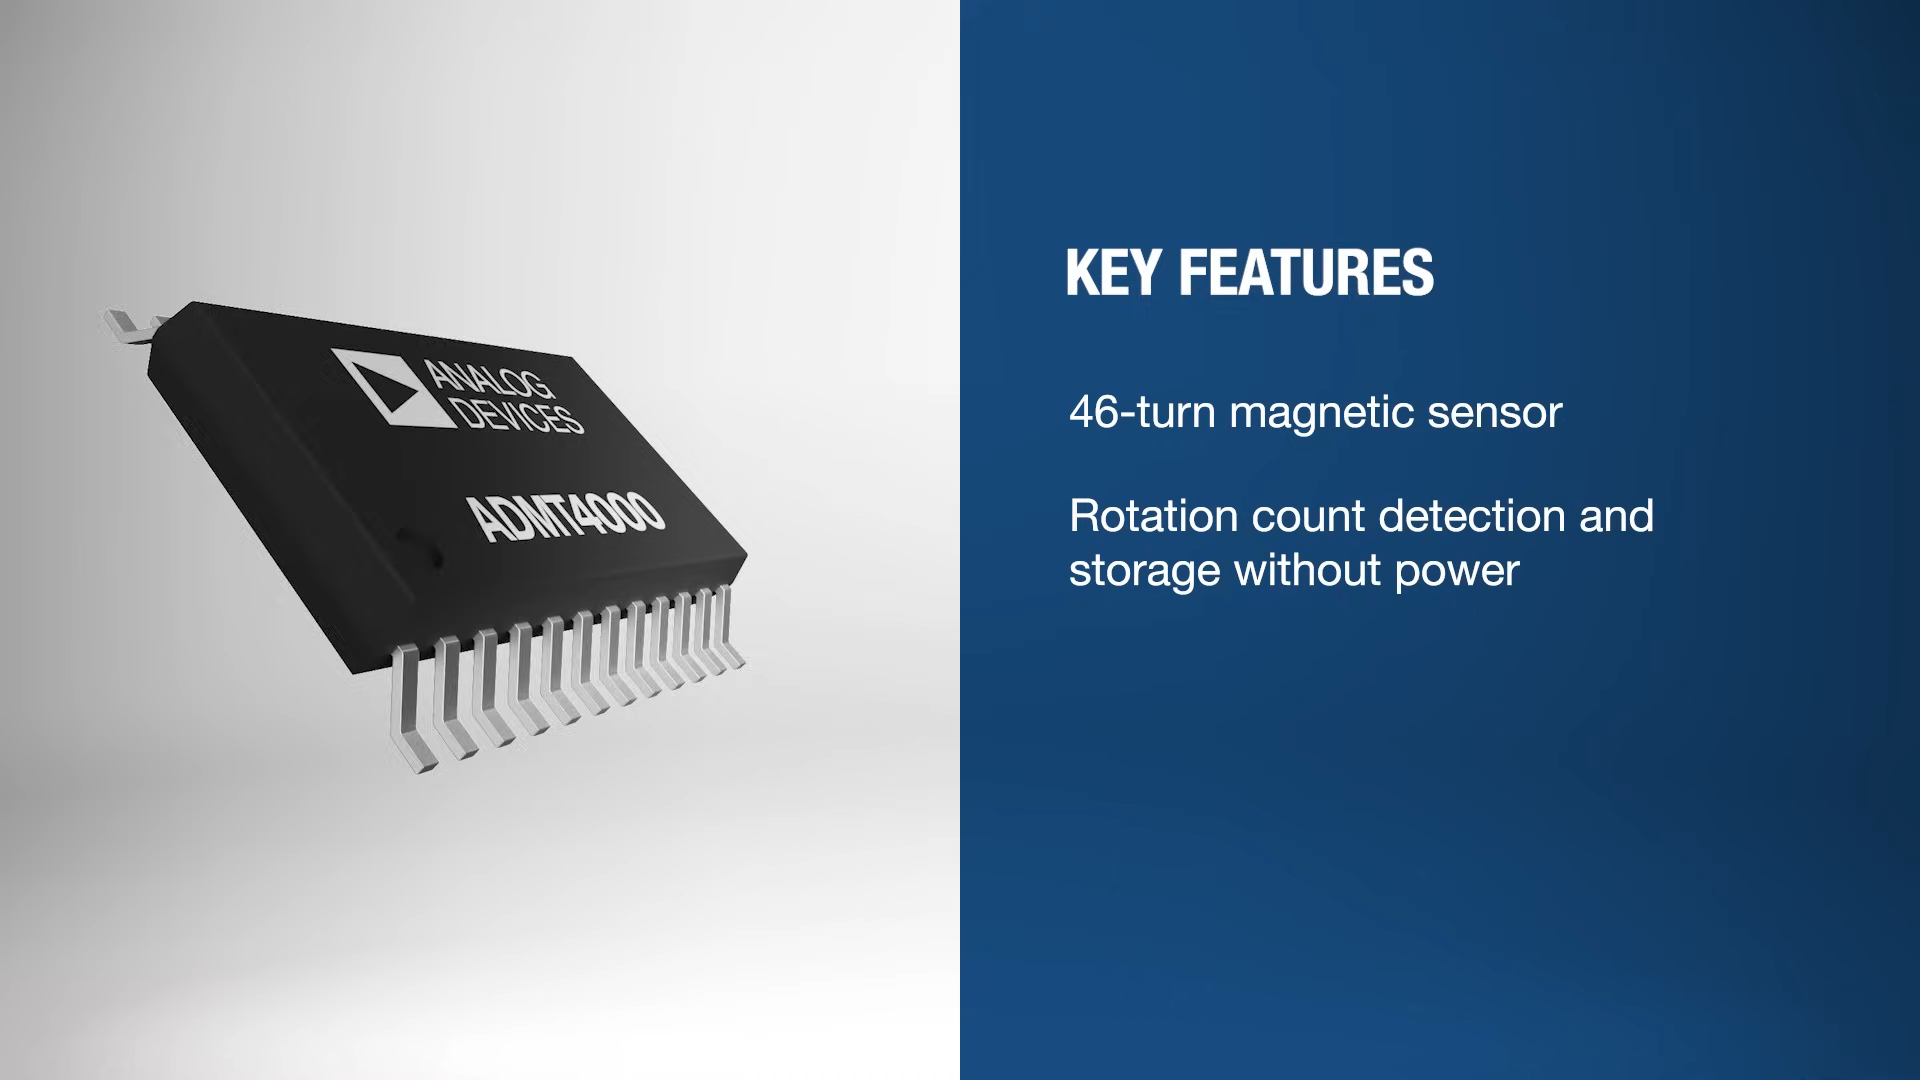 ANALOG
DEVICES
ADMT4000
KEY FEATURES
46-turn magnetic sensor
Rotation count detection and
storage without power